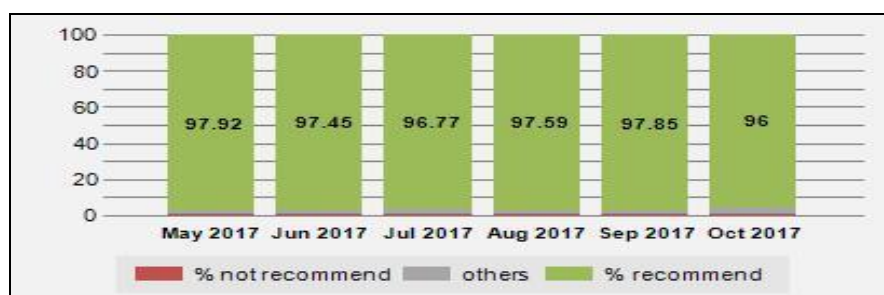 100
80
60
40
20
0
97.92 97.45 96.77 97.59 97.85 96
May 2017 Jun 2017 Jul 2017 Aug 2017 Sep 2017 Oct 2017
% not recommend others % recommend